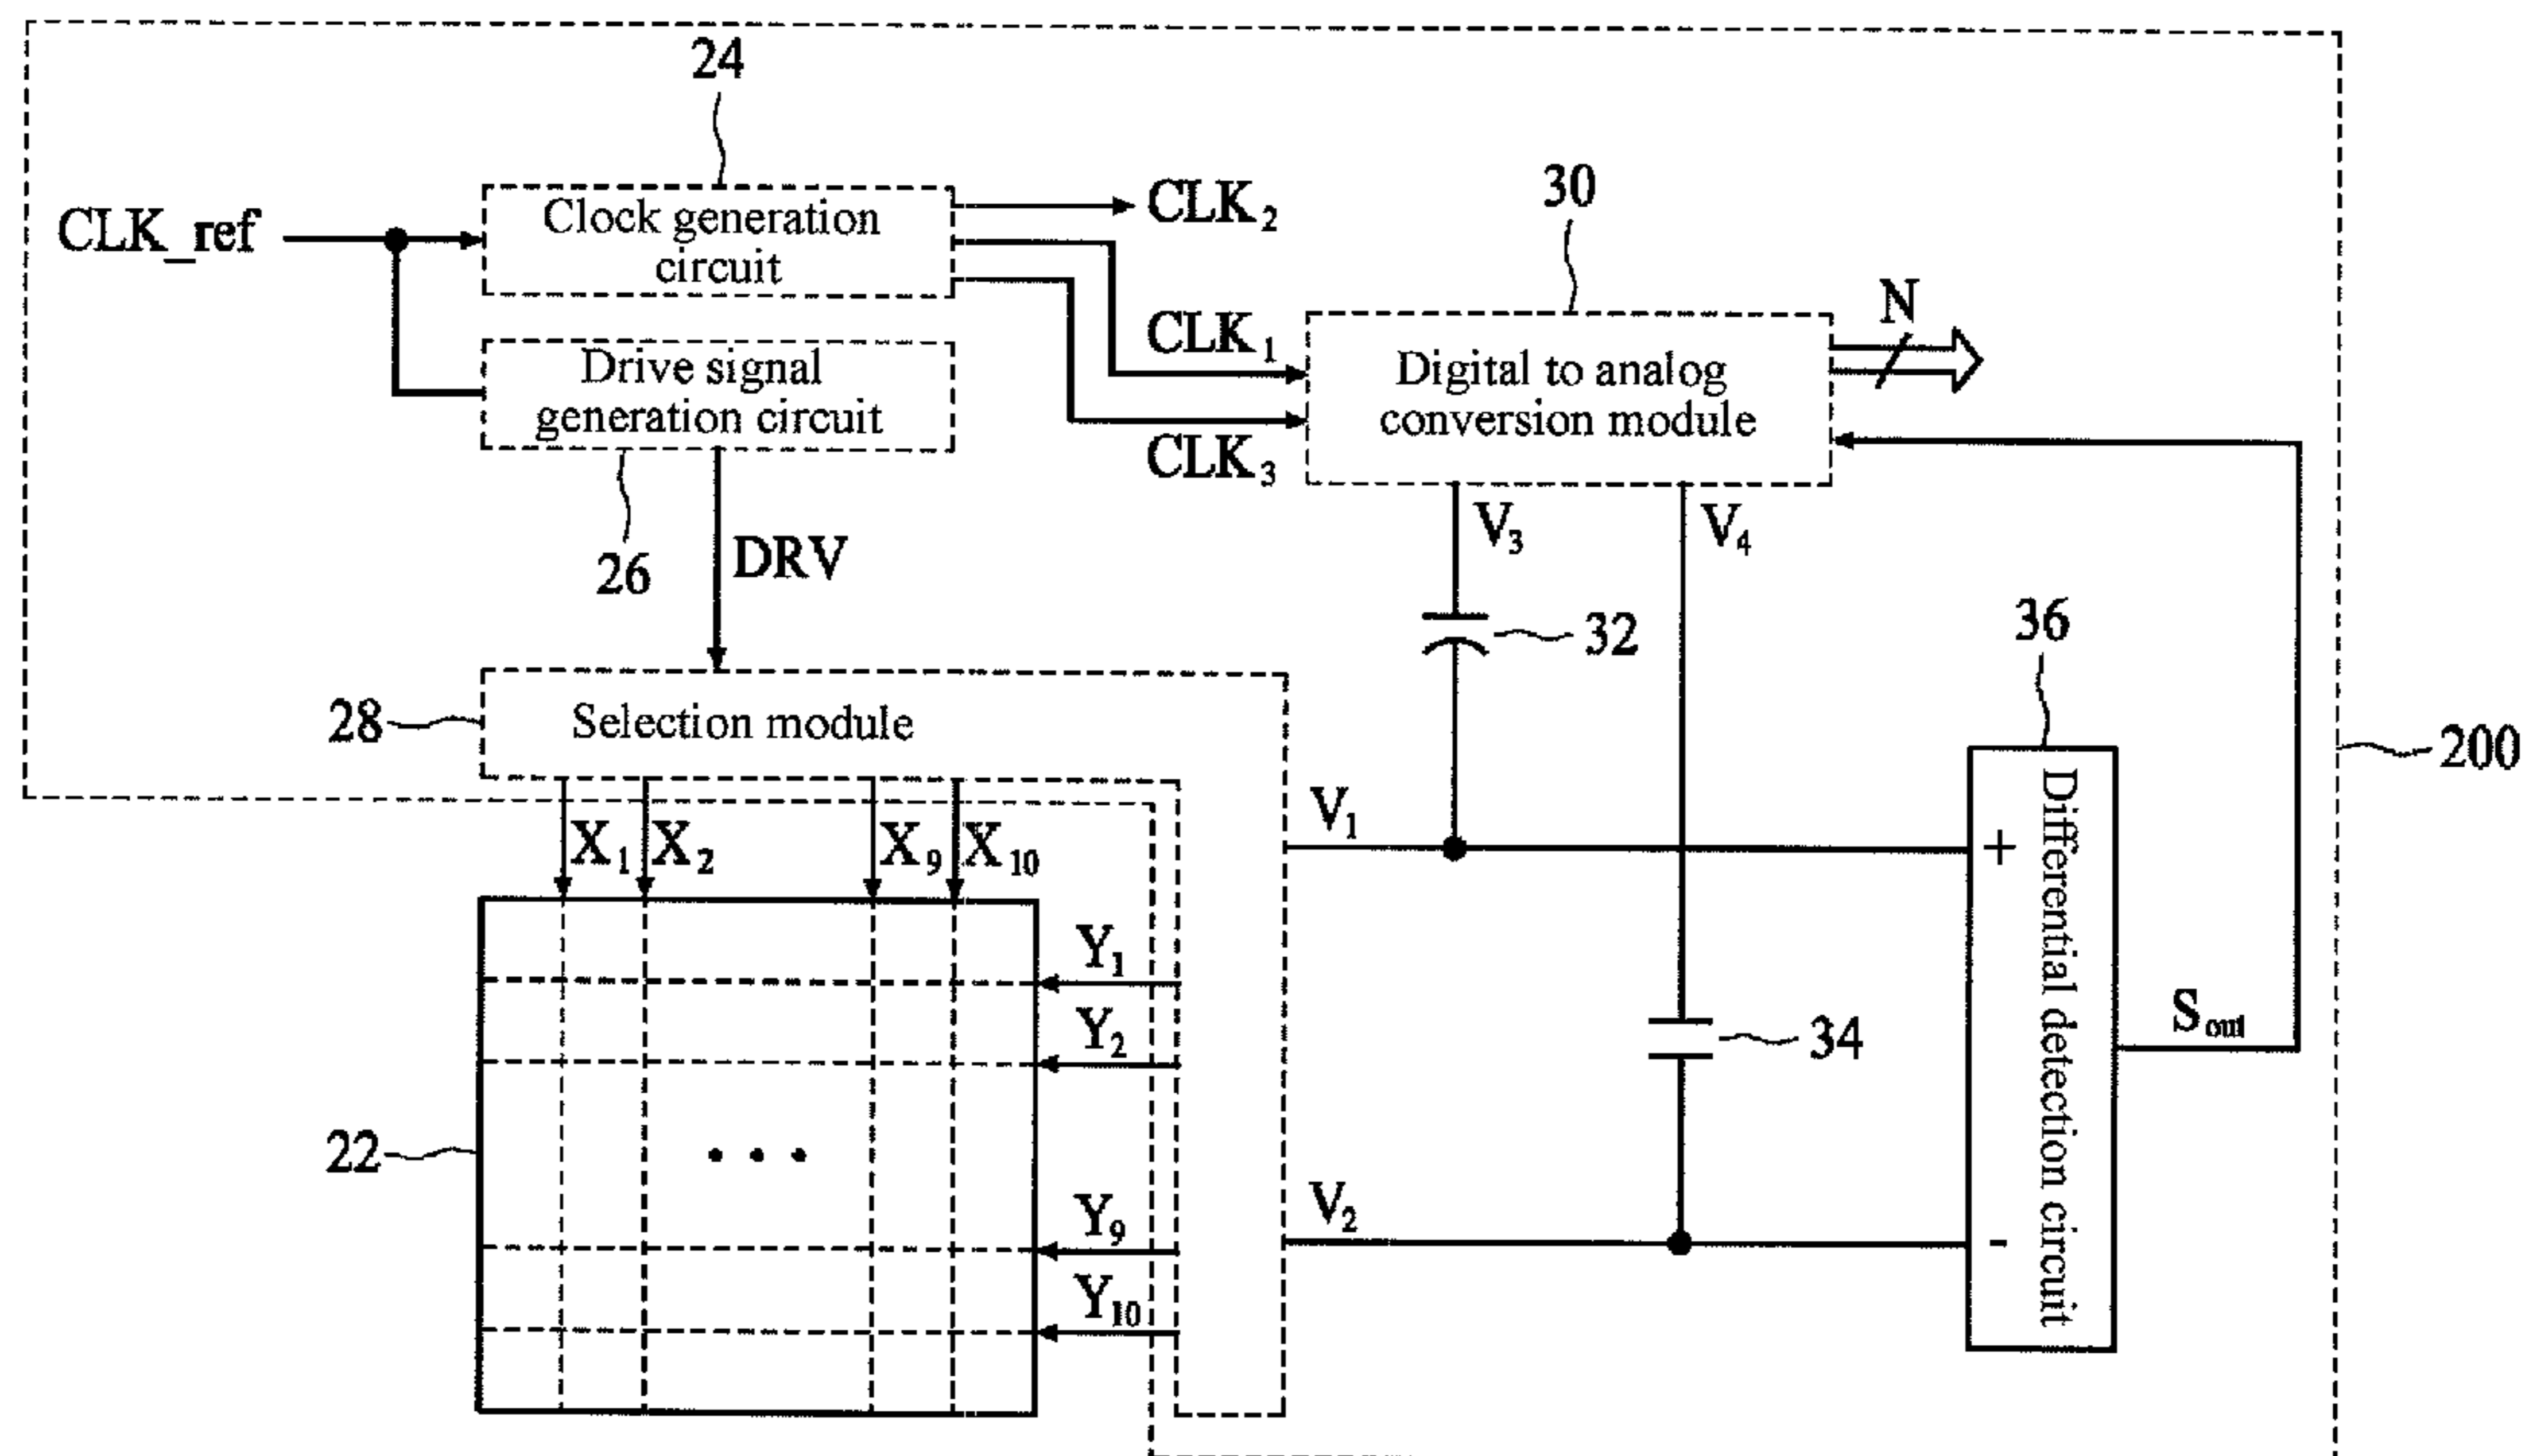 24
CLK_ref
Clock generation
circuit
CLK2
30
N
CLK1
Drive signal
generation circuit
Digital to analog
conversion module
CLK3
26
DRV
V3
V4
32
36
28
Selection module
200
V1
+
X1
X2
X9
X10
Differential detection circuit
Y1
Y2
Sout
34
22
Y9
V2
-
Y10